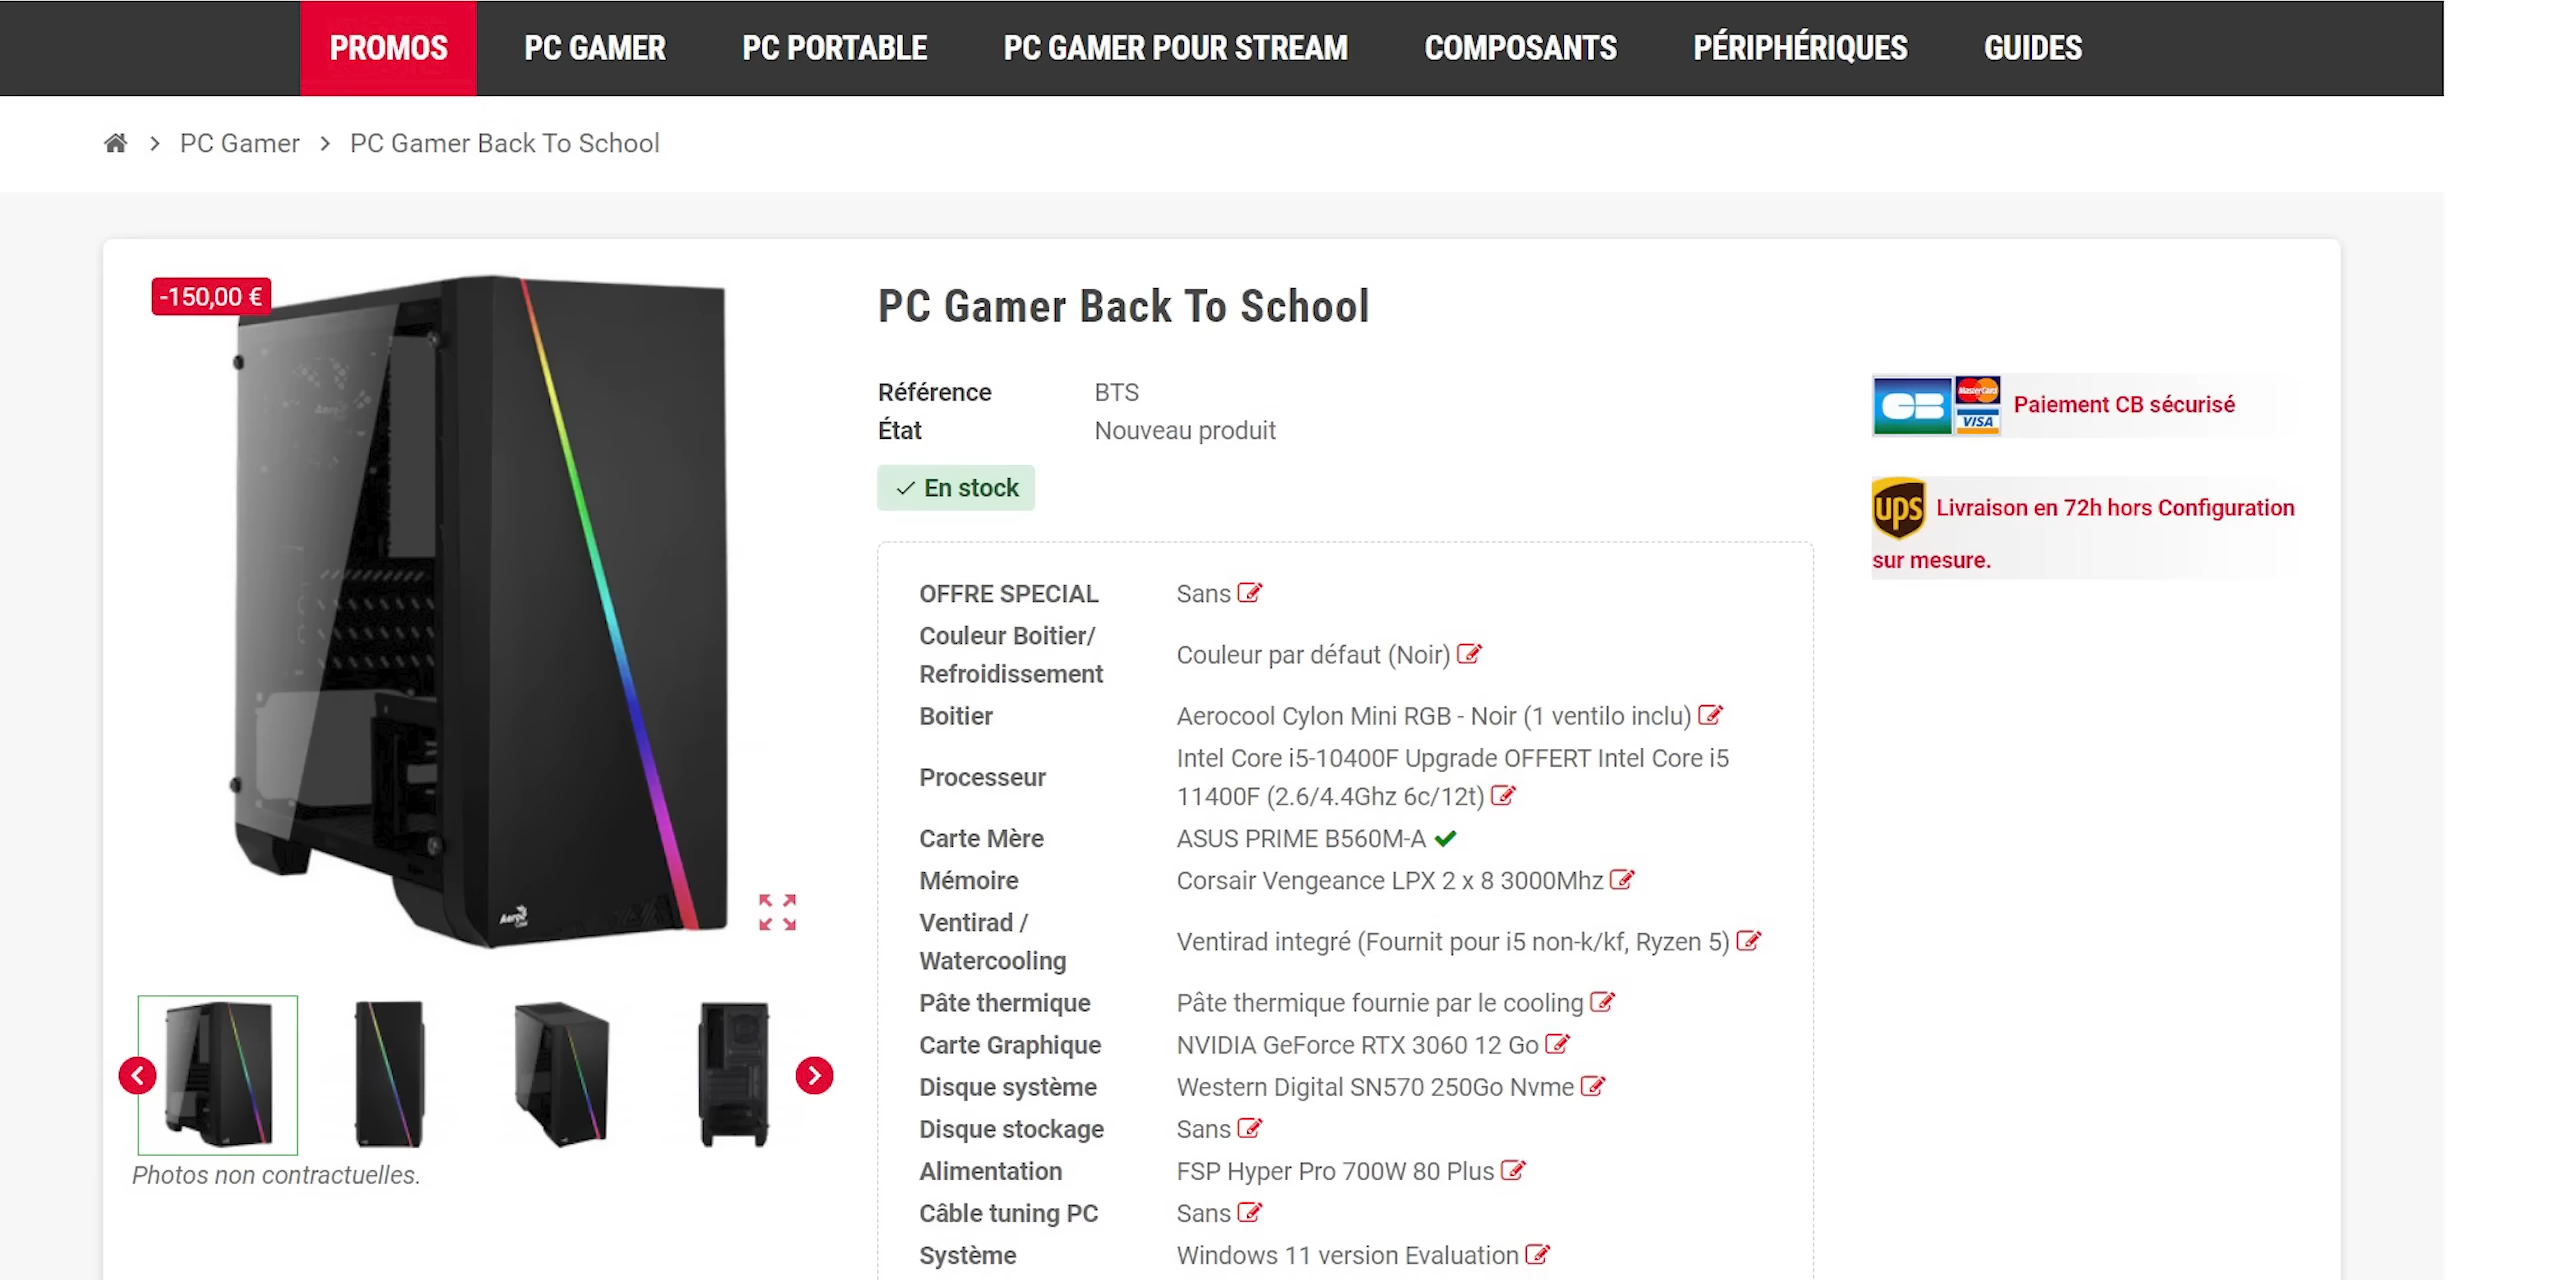 PROMOS PC GAMER PC PORTABLE PC GAMER POUR STREAM COMPOSANTS PÉRIPHÉRIQUES GUIDES
PC Gamer PC Gamer Back To School
-150,00 €
PC Gamer Back To School
Référence BTS
État Nouveau produit
En stock
MasterCard
VISA
Paiement CB sécurisé
ups Livraison en 72h hors Configuration
sur mesure.
OFFRE SPECIAL Sans
Couleur Boitier/
Refroidissement
Couleur par défaut (Noir)
Boitier Aerocool Cylon Mini RGB - Noir (1 ventilo inclu)
Processeur
Intel Core i5-10400F Upgrade OFFERT Intel Core i5
11400F (2.6/4.4Ghz 6c/12t)
Carte Mère ASUS PRIME B560M-A
Mémoire Corsair Vengeance LPX 2 x 8 3000Mhz
Ventirad /
Watercooling
Ventirad integré (Fournit pour i5 non-k/kf, Ryzen 5)
Pâte thermique Pâte thermique fournie par le cooling
Carte Graphique NVIDIA GeForce RTX 3060 12 Go
Disque système Western Digital SN570 250Go Nvme
Disque stockage Sans
Alimentation FSP Hyper Pro 700W 80 Plus
Câble tuning PC Sans
Système Windows 11 version Evaluation
Photos non contractuelles.